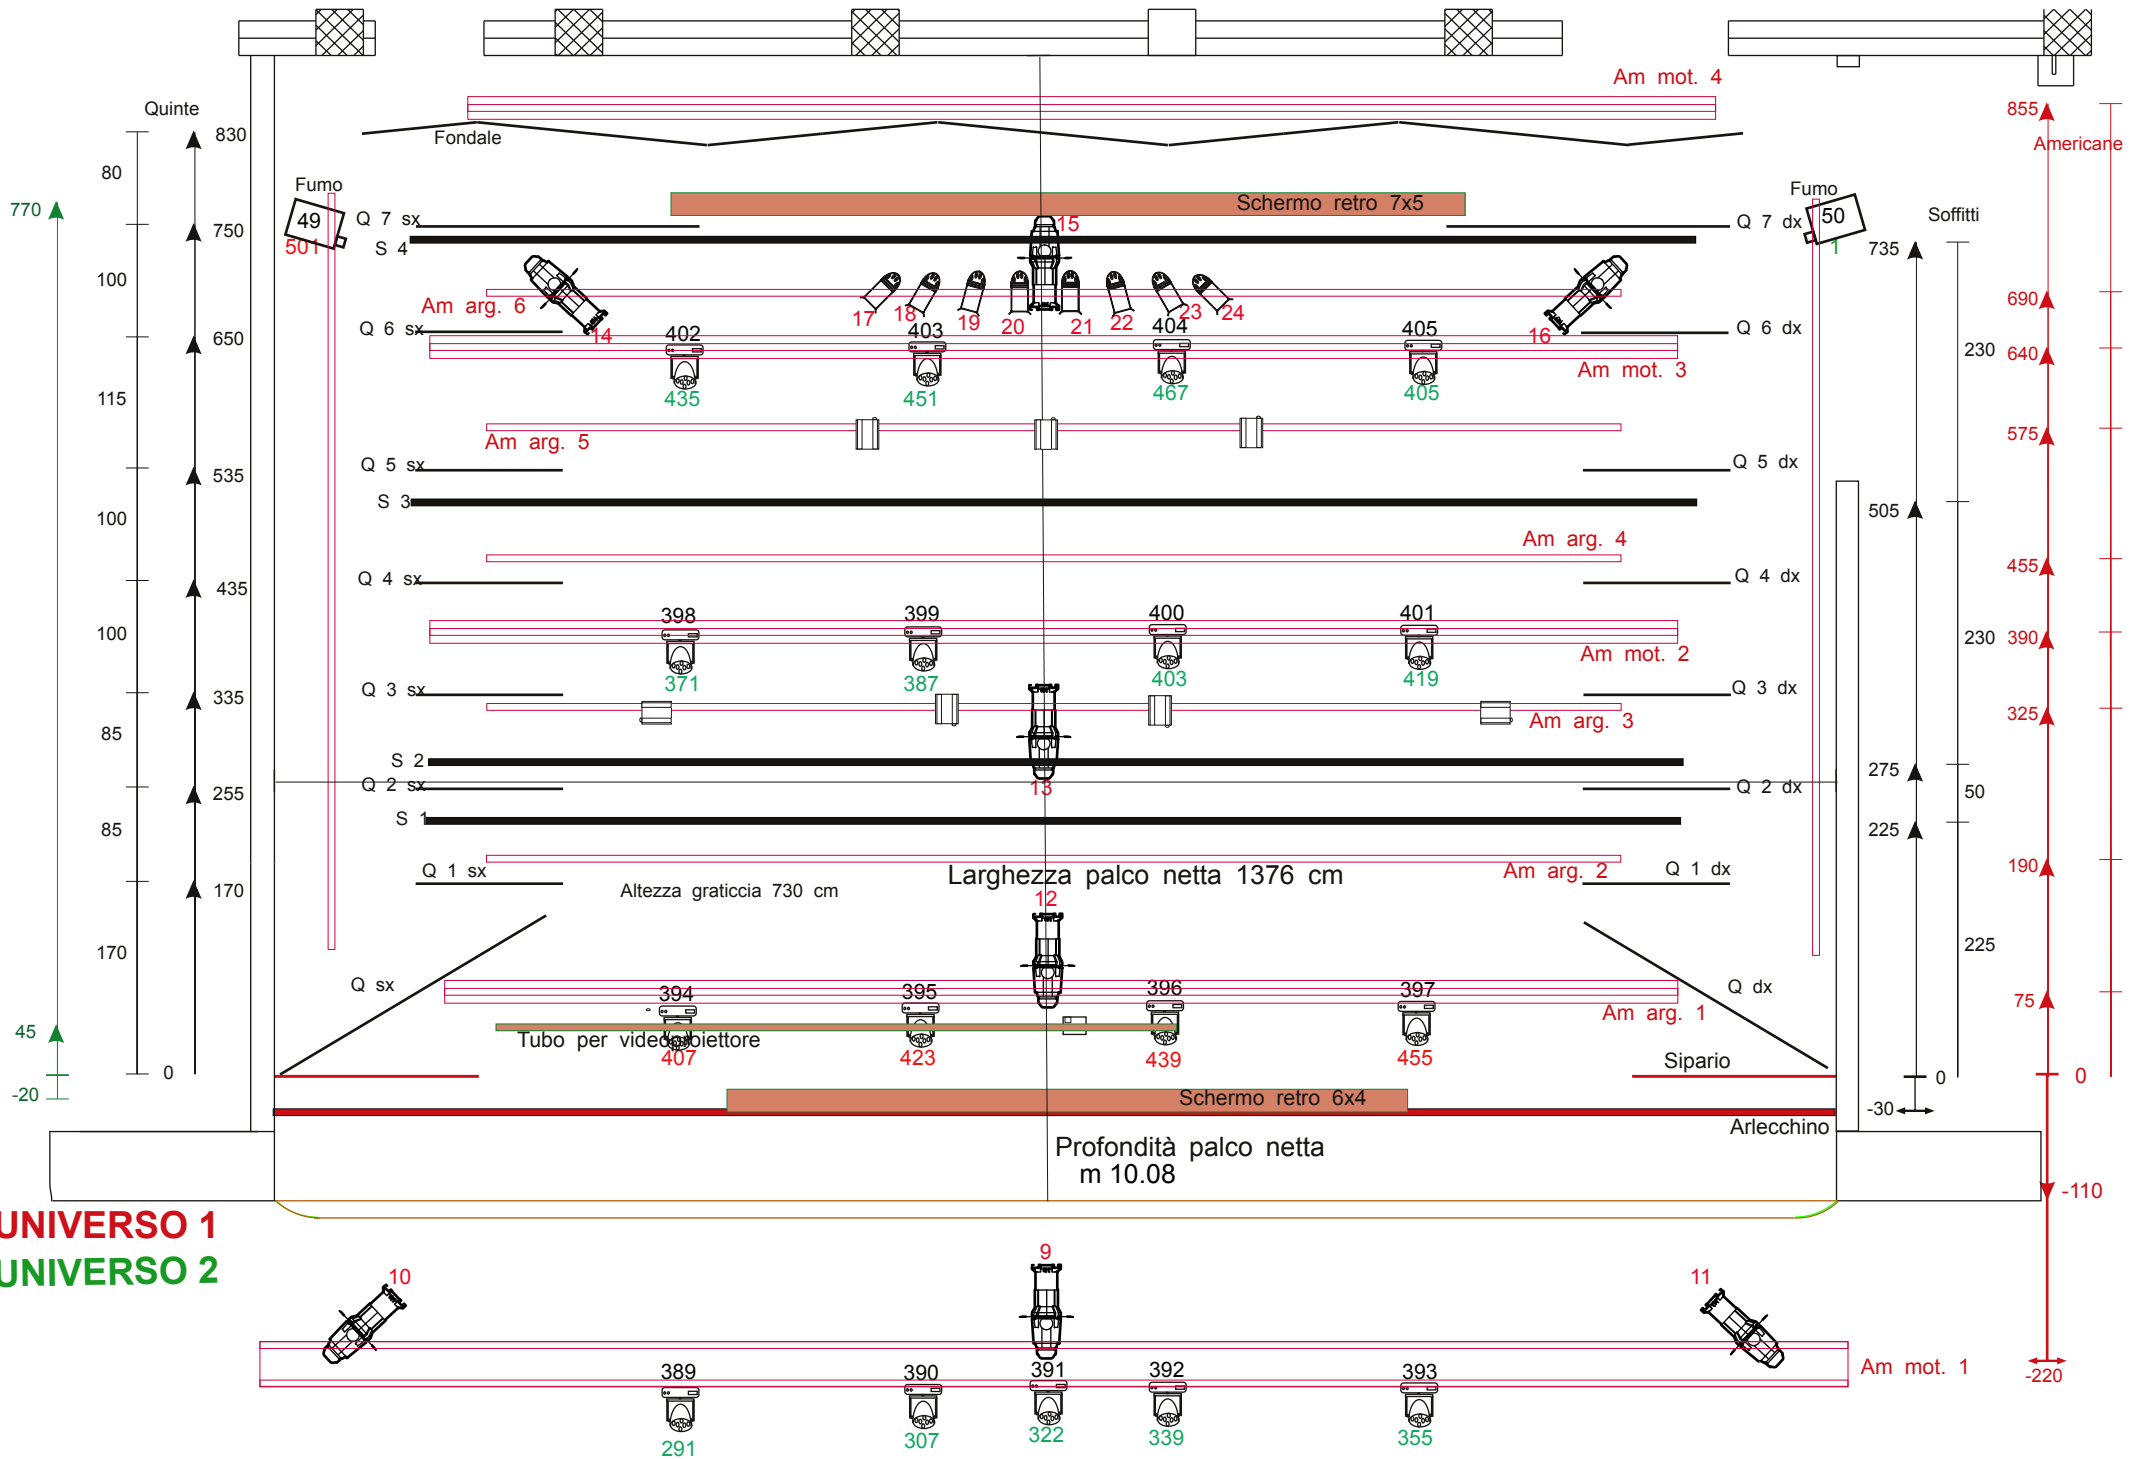 Am mot. 4
Quinte
855
830
Fondale
Americane
80
Fumo
Fumo
770
49
Q 7 sx
Schermo retro 7x5
15
Q 7 dx
50
Soffitti
750
501
S 4
1
735
100
Am arg. 6
690
17
18
19
20
21
22
23
24
650
Q 6 sx
14
402
403
404
405
16
Q 6 dx
230
640
Am mot. 3
115
435
451
467
405
Am arg. 5
575
Q 5 sx
Q 5 dx
535
S 3
505
100
Am arg. 4
455
Q 4 sx
Q 4 dx
435
398
399
400
401
100
230
390
Am mot. 2
371
387
403
419
335
Q 3 sx
Q 3 dx
325
Am arg. 3
85
S 2
275
255
Q 2 sx
13
Q 2 dx
50
85
S 1
225
190
Q 1 sx
Larghezza palco netta 1376 cm
Am arg. 2
Q 1 dx
170
Altezza graticcia 730 cm
12
170
225
Q sx
394
395
396
397
Q dx
75
Am arg. 1
45
Tubo per videoproiettore
407
423
439
455
Sipario
0
0
0
-20
Schermo retro 6x4
-30
Arlecchino
Profondità palco netta
m 10.08
-110
UNIVERSO 1
UNIVERSO 2
9
10
11
389
390
391
392
393
Am mot. 1
-220
291
307
322
339
355